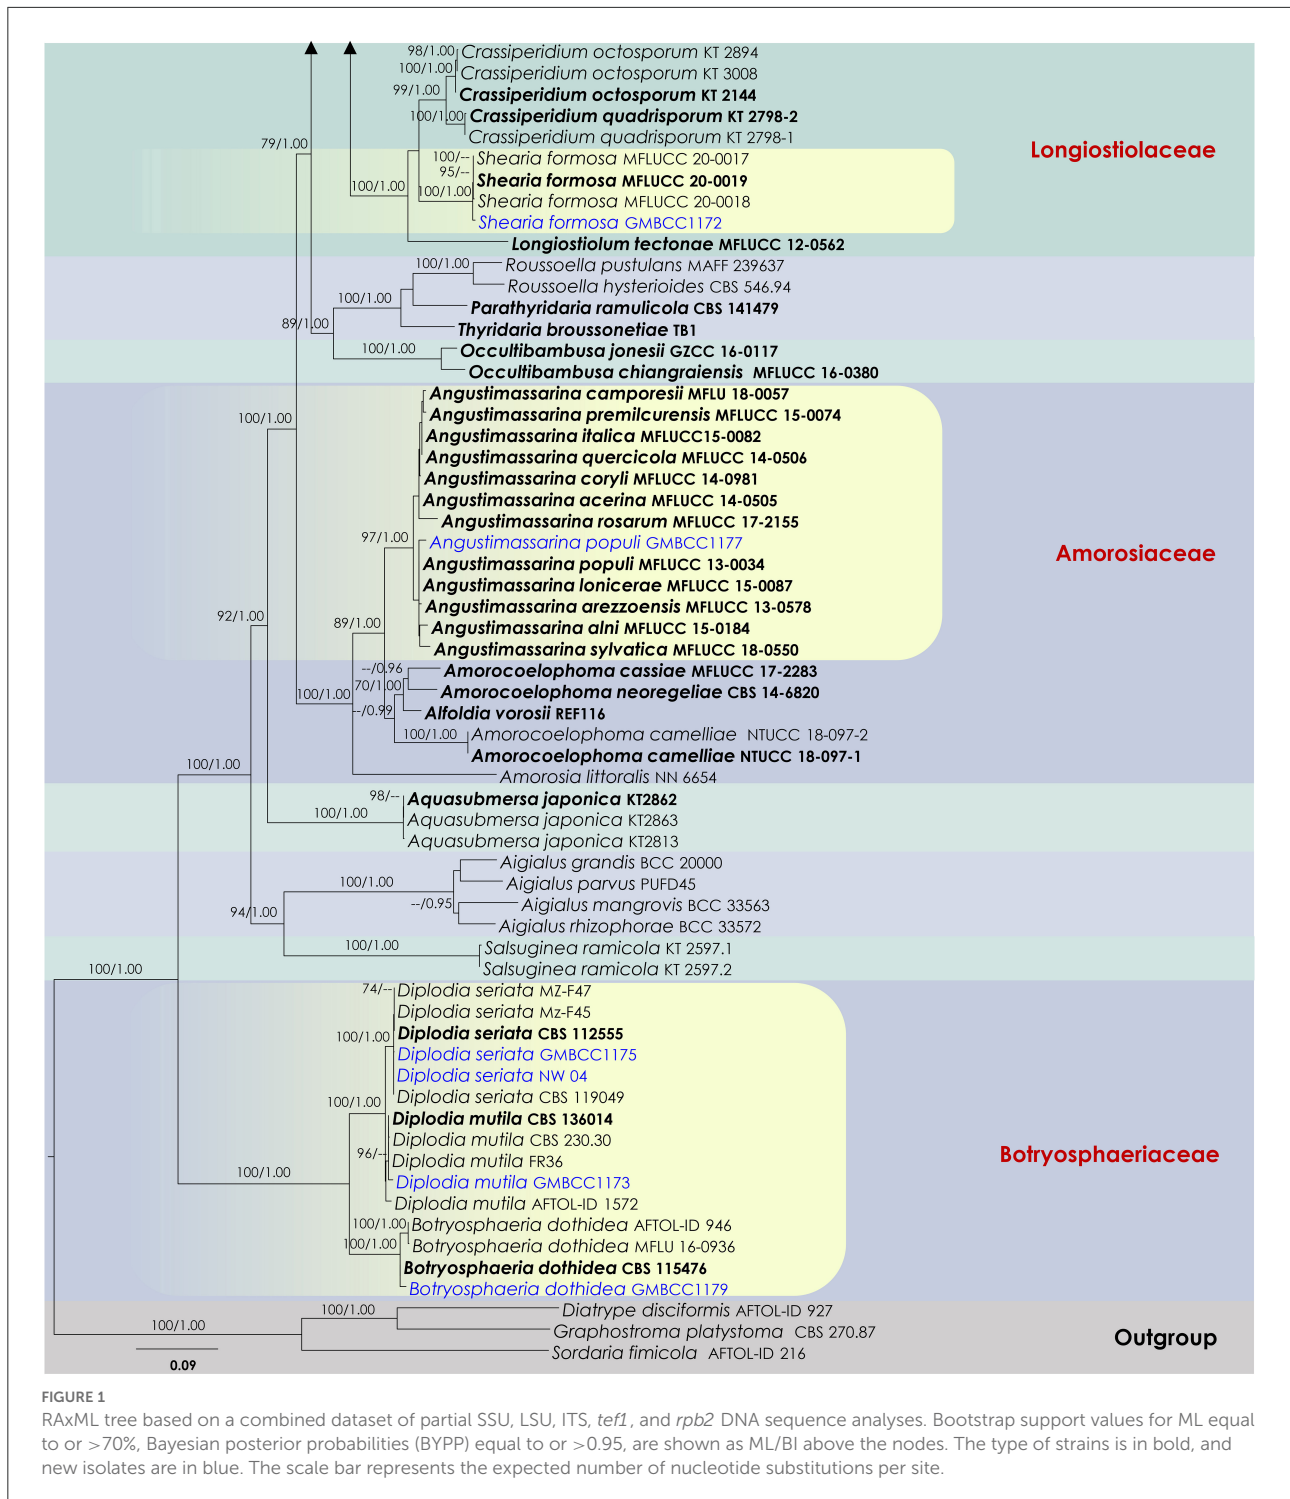 98/1.00 Crassiperidium octosporum KT 2894
100/1.00 Crassiperidium octosporum KT 3008
99/1.00 Crassiperidium octosporum KT 2144
100/1.00 Crassiperidium quadrisporum KT 2798-2
Crassiperidium quadrisporum KT 2798-1
79/1.00
Longiostiolaceae
100/-- Shearia formosa MFLUCC 20-0017
95/-- Shearia formosa MFLUCC 20-0019
100/1.00 100/1.00 Shearia formosa MFLUCC 20-0018
Shearia formosa GMBCC1172
Longiostiolum tectonae MFLUCC 12-0562
100/1.00 Roussoella pustulans MAFF 239637
Roussoella hysterioides CBS 546.94
100/1.00 Parathyridaria ramulicola CBS 141479
89/1.00 Thyridaria broussonetiae TB1
100/1.00 Occultibambusa jonesii GZCC 16-0117
Occultibambusa chiangraiensis MFLUCC 16-0380
Angustimassarina camporesii MFLU 18-0057
100/1.00 Angustimassarina premilcurensis MFLUCC 15-0074
Angustimassarina italica MFLUCC15-0082
Angustimassarina quercicola MFLUCC 14-0506
Angustimassarina coryli MFLUCC 14-0981
Angustimassarina acerina MFLUCC 14-0505
Angustimassarina rosarum MFLUCC 17-2155
97/1.00 Angustimassarina populi GMBCC1177
Amorosiaceae
Angustimassarina populi MFLUCC 13-0034
Angustimassarina lonicerae MFLUCC 15-0087
Angustimassarina arezzoensis MFLUCC 13-0578
92/1.00 89/1.00 Angustimassarina alni MFLUCC 15-0184
Angustimassarina sylvatica MFLUCC 18-0550
--/0.96 Amorocoelophoma cassiae MFLUCC 17-2283
100/1.00 70/1.00 Amorocoelophoma neoregeliae CBS 14-6820
--/0.99 Alfoldia vorosii REF116
100/1.00 Amorocoelophoma camelliae NTUCC 18-097-2
Amorocoelophoma camelliae NTUCC 18-097-1
100/1.00 Amorosia littoralis NN 6654
98/-- Aquasubmersa japonica KT2862
100/1.00 Aquasubmersa japonica KT2863
Aquasubmersa japonica KT2813
Aigialus grandis BCC 20000
100/1.00 Aigialus parvus PUFD45
--/0.95 Aigialus mangrovis BCC 33563
94/1.00 Aigialus rhizophorae BCC 33572
100/1.00 Salsuginea ramicola KT 2597.1
100/1.00 Salsuginea ramicola KT 2597.2
74/-- Diplodia seriata MZ-F47
Diplodia seriata Mz-F45
100/1.00 Diplodia seriata CBS 112555
Diplodia seriata GMBCC1175
Diplodia seriata NW 04
Diplodia seriata CBS 119049
100/1.00 Diplodia mutila CBS 136014
Diplodia mutila CBS 230.30
96/-- Diplodia mutila FR36
Botryosphaeriaceae
100/1.00 Diplodia mutila GMBCC1173
Diplodia mutila AFTOL-ID 1572
100/1.00 Botryosphaeria dothidea AFTOL-ID 946
100/1.00 Botryosphaeria dothidea MFLU 16-0936
Botryosphaeria dothidea CBS 115476
Botryosphaeria dothidea GMBCC1179
100/1.00 Diatrype disciformis AFTOL-ID 927
100/1.00 Graphostroma platystoma CBS 270.87
Outgroup
Sordaria fimicola AFTOL-ID 216
0.09
FIGURE 1
RAxML tree based on a combined dataset of partial SSU, LSU, ITS, tef1, and rpb2 DNA sequence analyses. Bootstrap support values for ML equal
to or >70%, Bayesian posterior probabilities (BYPP) equal to or >0.95, are shown as ML/BI above the nodes. The type of strains is in bold, and
new isolates are in blue. The scale bar represents the expected number of nucleotide substitutions per site.